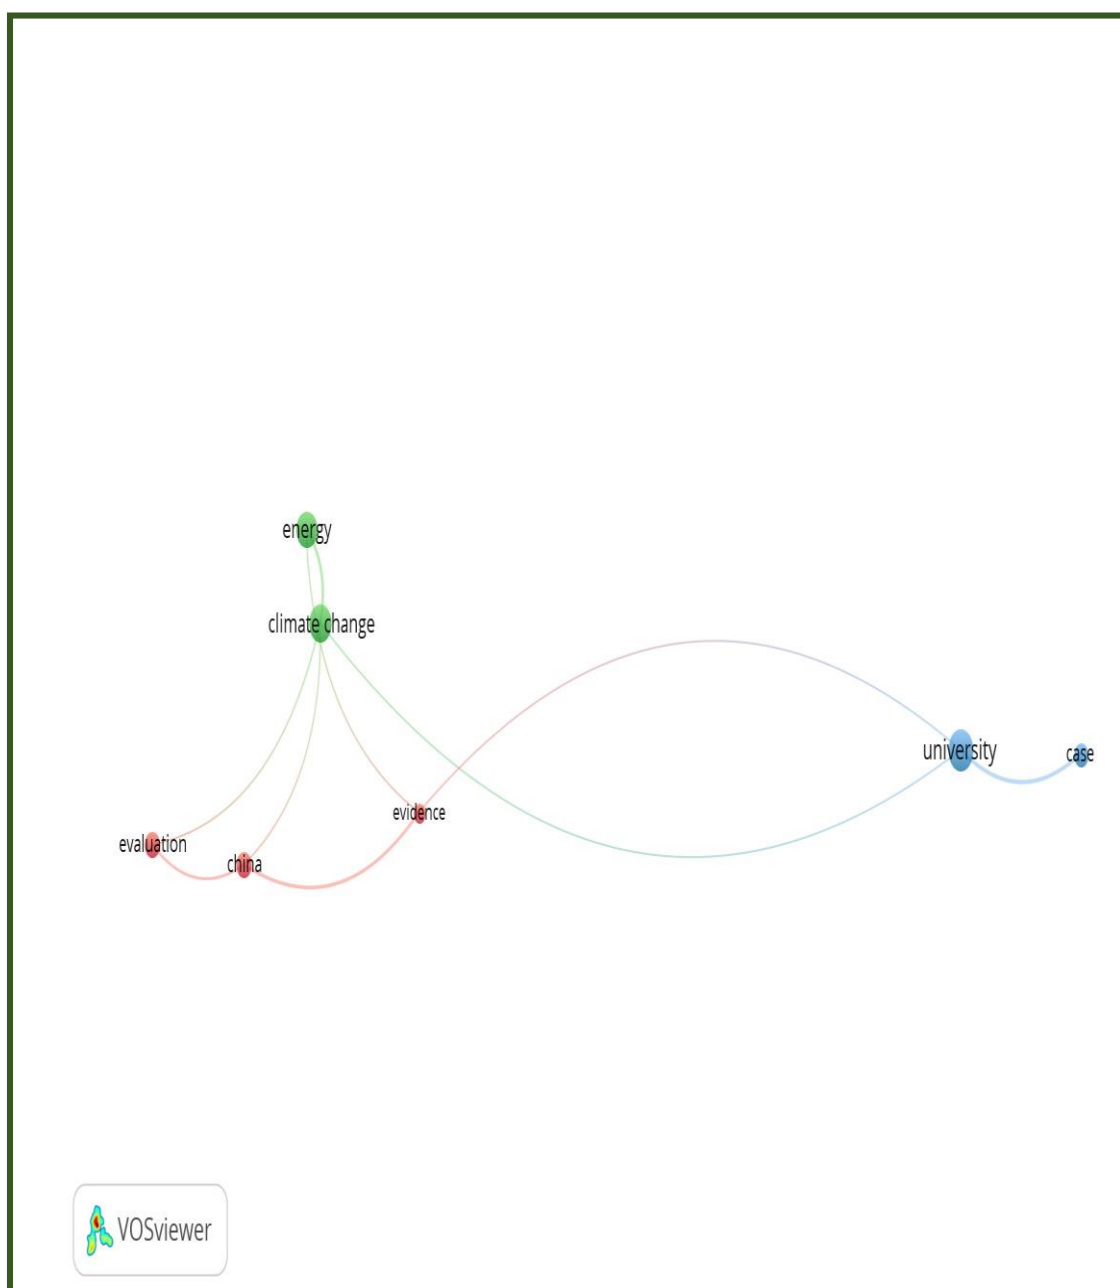 energy
climate change
university
case
evidence
evaluation
china
VOSviewer